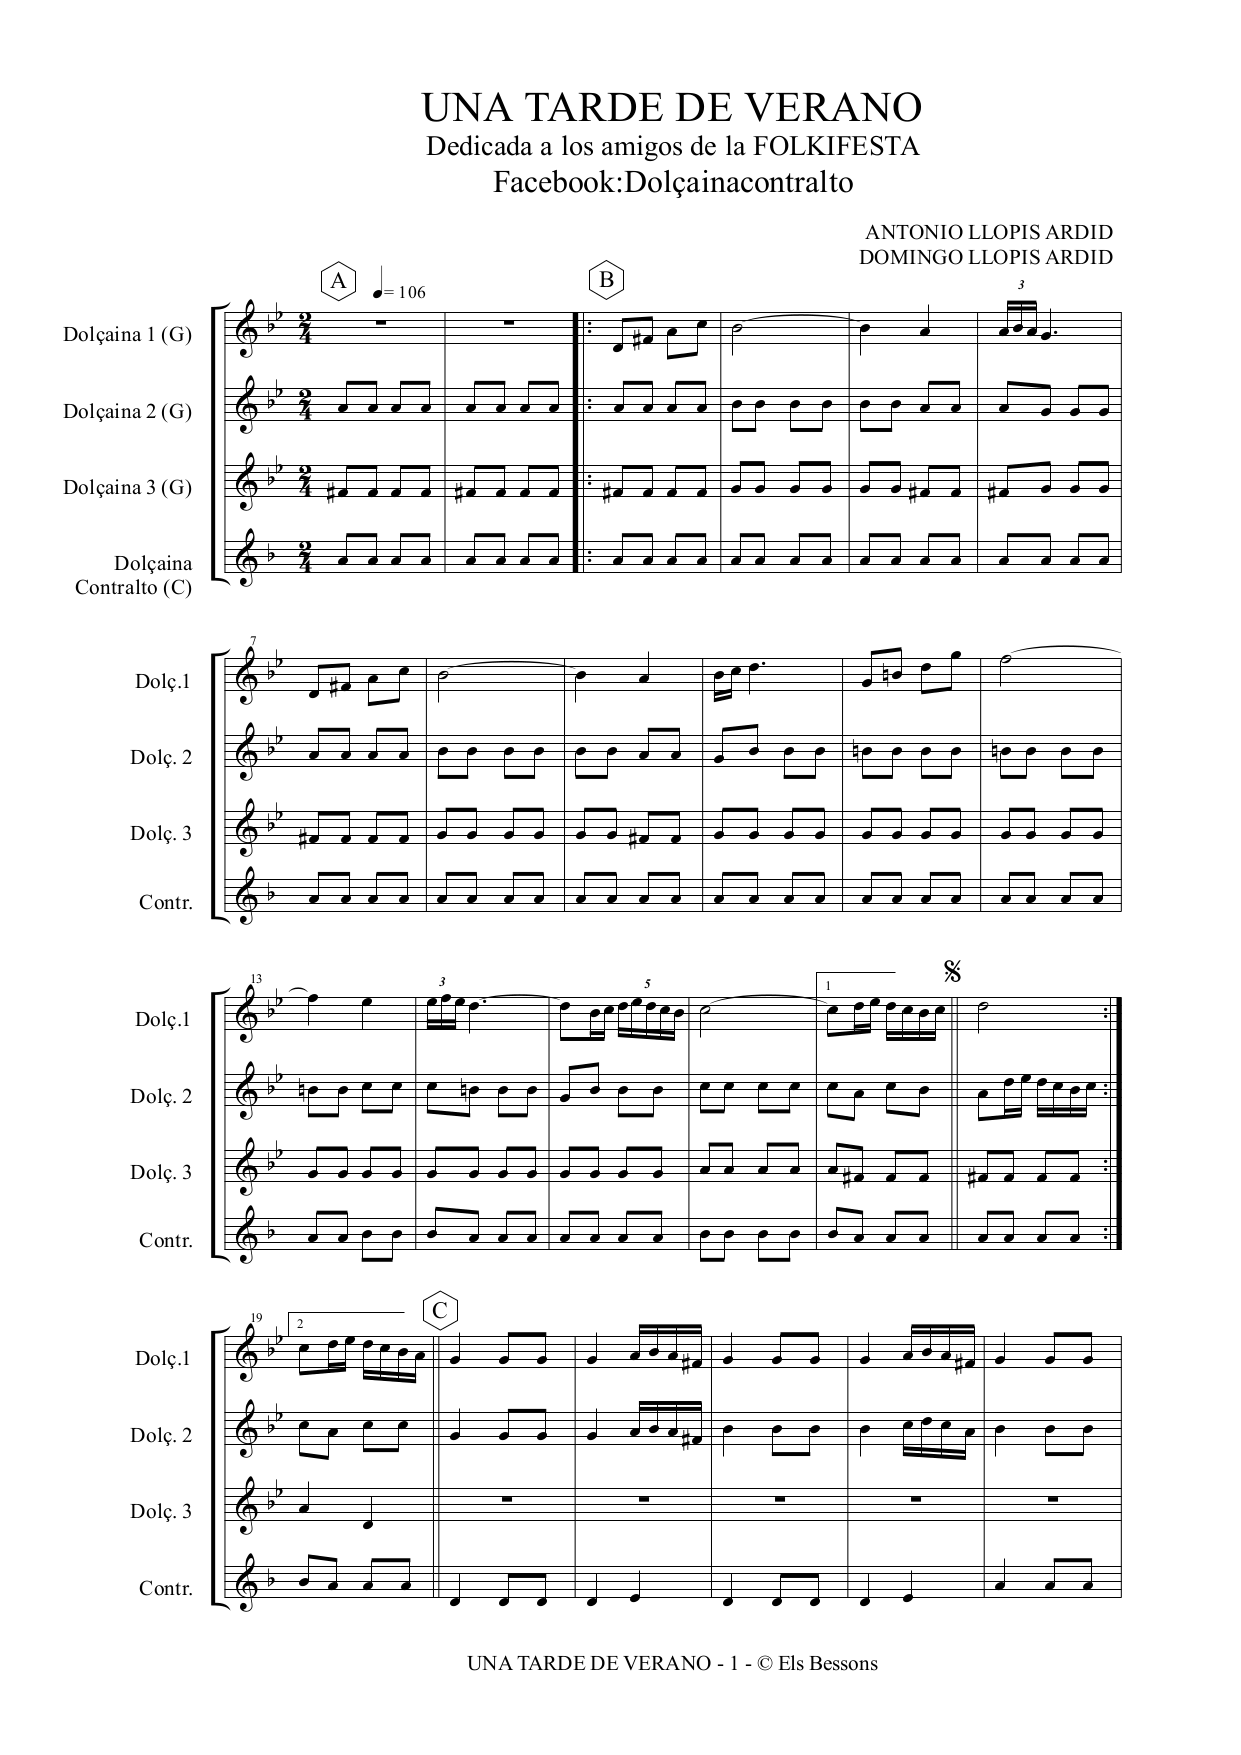 UNA TARDE DE VERANO
Dedicada a los amigos de la FOLKIFESTA
Facebook:Dolçainacontralto
ANTONIO LLOPIS ARDID
DOMINGO LLOPIS ARDID
A
= 106
B
3
Dolçaina 1 (G)
Dolçaina 2 (G)
Dolçaina 3 (G)
Dolçaina
Contralto (C)
7
Dolç.1
Dolç. 2
Dolç. 3
Contr.
13
3
5
1
Dolç.1
Dolç. 2
Dolç. 3
Contr.
19
2
C
Dolç.1
Dolç. 2
Dolç. 3
Contr.
UNA TARDE DE VERANO - 1 - © Els Bessons